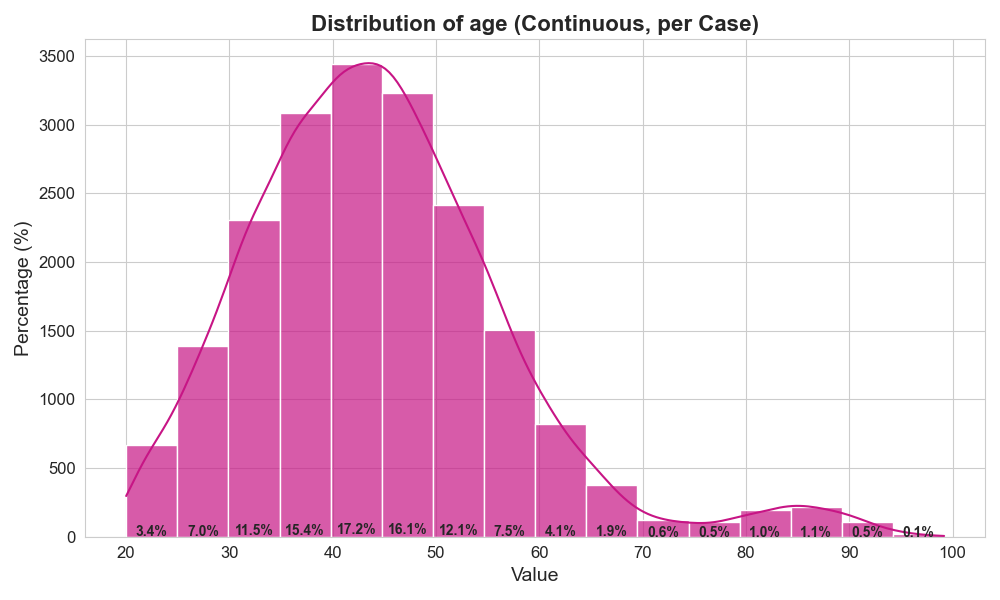 Distribution of age (Continuous, per Case)
Percentage (%)
3500
3000
2500
2000
1500
1000
500
0
3.4% 7.0% 11.5% 15.4% 17.2% 16.1% 12.1% 7.5% 4.1% 1.9% 0.6% 0.5% 1.0% 1.1% 0.5% 0.1%
20 30 40 50 60 70 80 90 100
Value